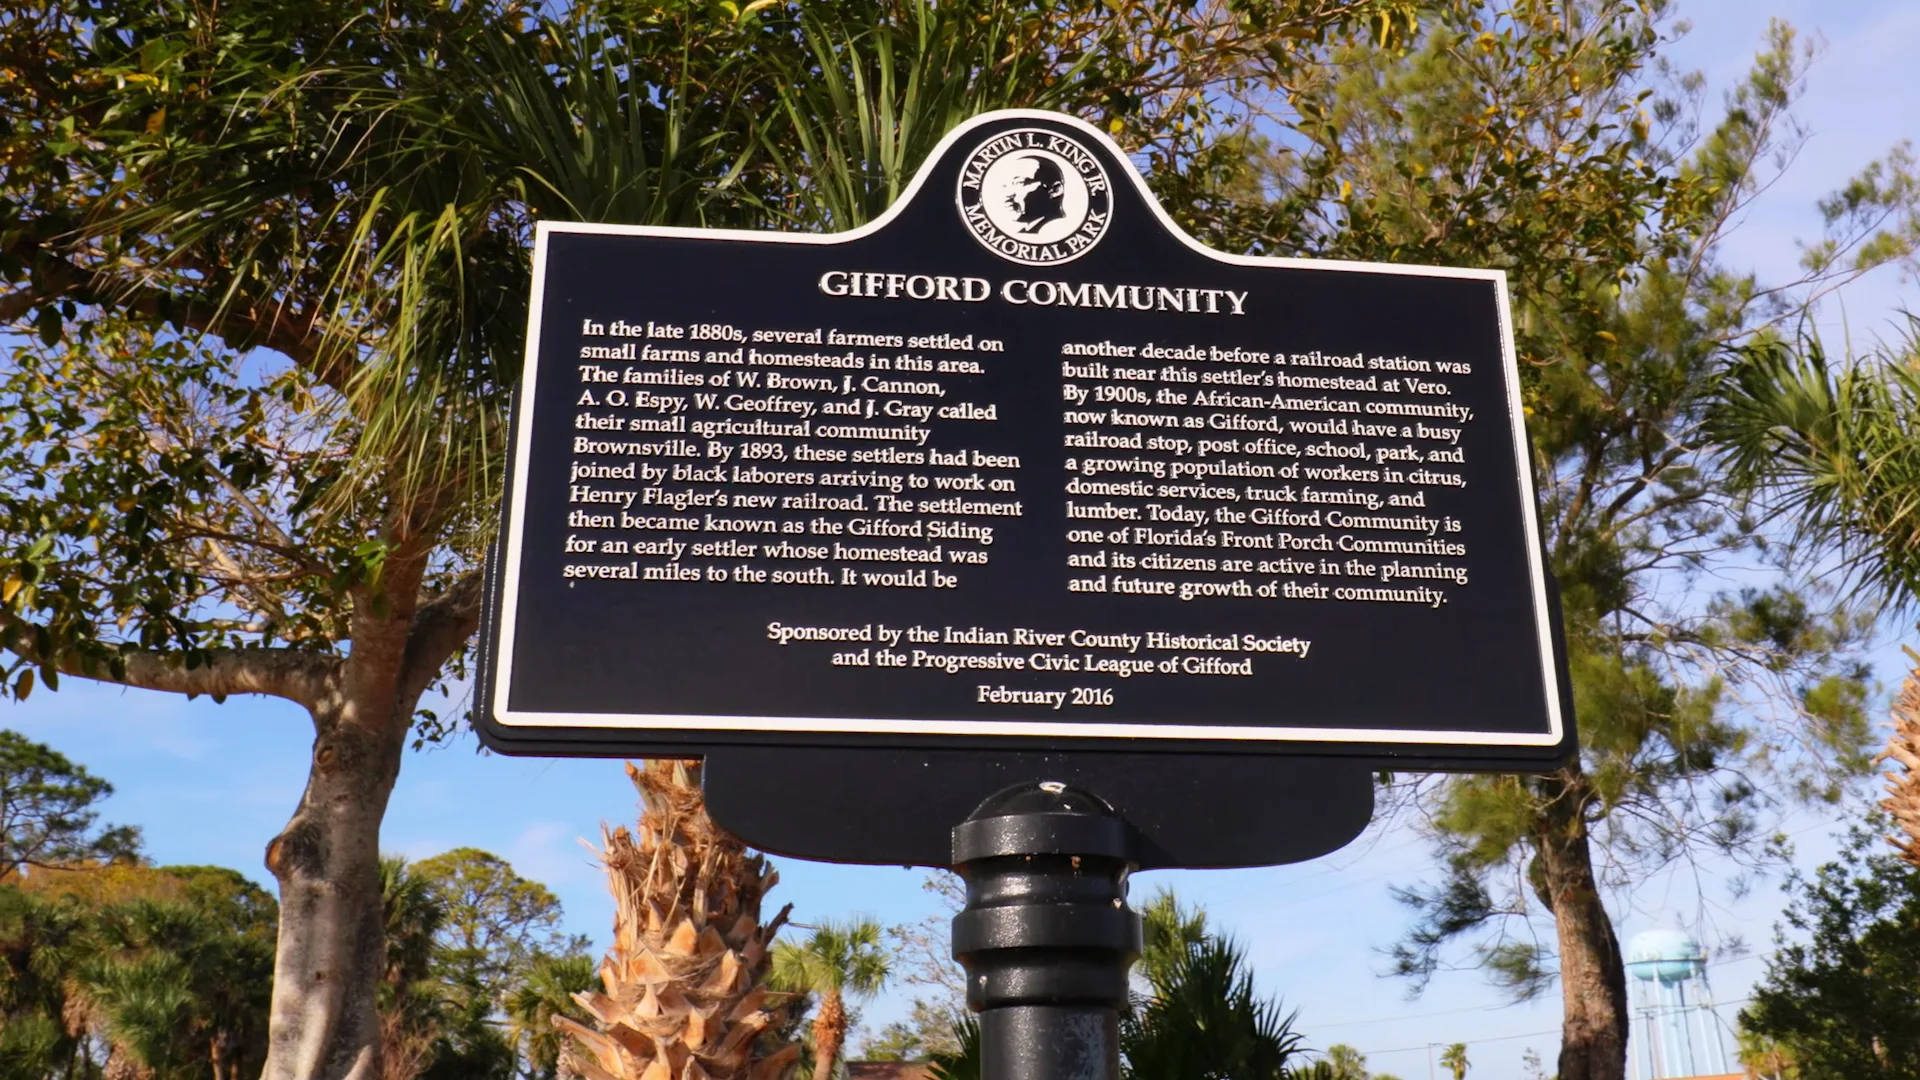 MARTIN L. KING JR.
MEMORIAL PARK
GIFFORD COMMUNITY
In the late 1880s, several farmers settled on
small farms and homesteads in this area.
The families of W. Brown, J. Cannon,
A. O. Espy, W. Geoffrey, and J. Gray called
their small agricultural community
Brownsville. By 1893, these settlers had been
joined by black laborers arriving to work on
Henry Flagler's new railroad. The settlement
then became known as the Gifford Siding
for an early settler whose homestead was
several miles to the south. It would be
another decade before a railroad station was
built near this settler's homestead at Vero.
By 1900s, the African-American community,
now known as Gifford, would have a busy
railroad stop, post office, school, park, and
a growing population of workers in citrus,
domestic services, truck farming, and
lumber. Today, the Gifford Community is
one of Florida's Front Porch Communities
and its citizens are active in the planning
and future growth of their community.
Sponsored by the Indian River County Historical Society
and the Progressive Civic League of Gifford
February 2016